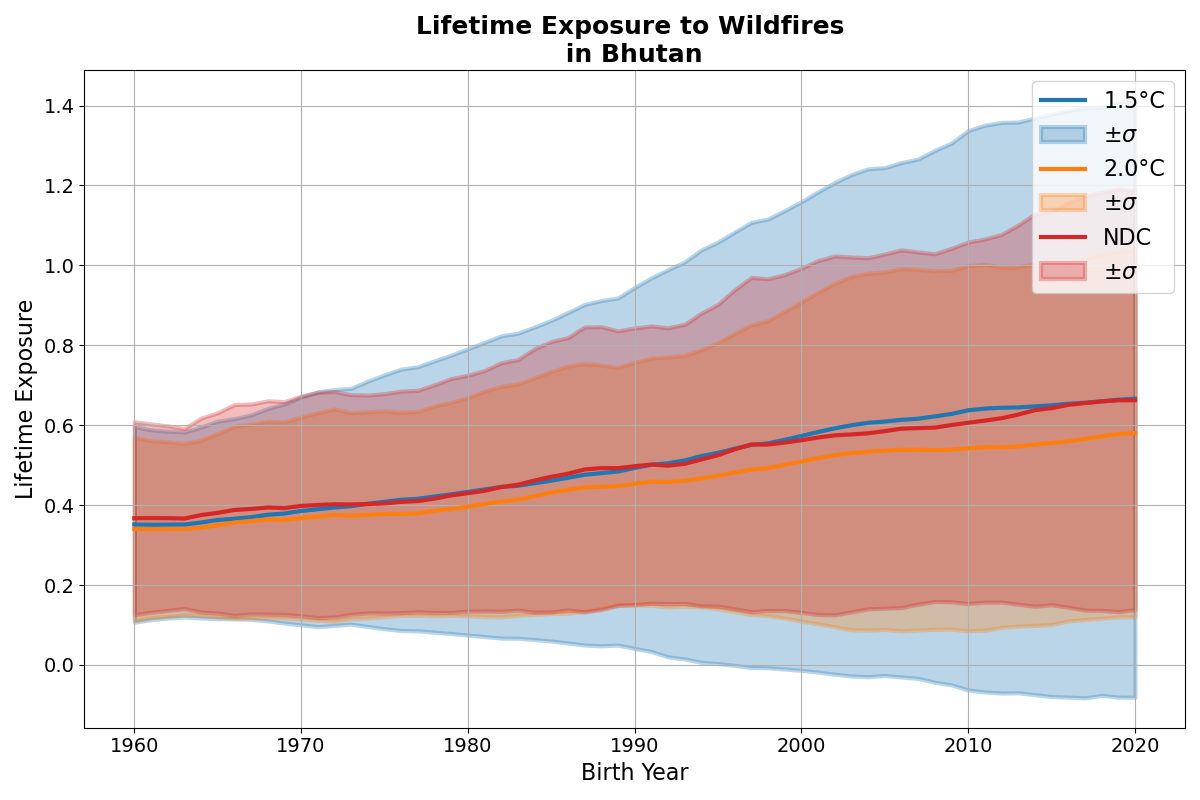 Lifetime Exposure to Wildfires
in Bhutan
1.4
1.2
1.0
0.8
0.6
0.4
0.2
0.0
Lifetime Exposure
1960 1970 1980 1990 2000 2010 2020
Birth Year
1.5°C
±σ
2.0°C
±σ
NDC
±σ